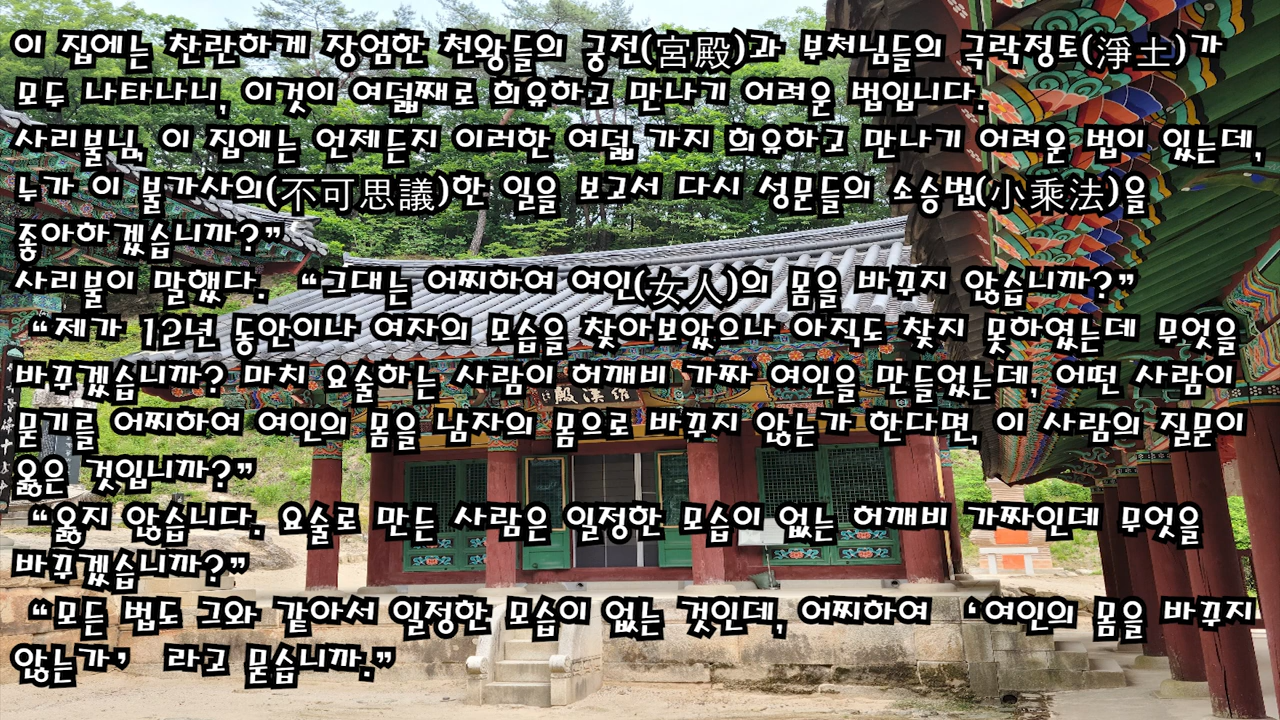 이 집에는 찬란하게 장엄한 천왕들의 궁전(宮殿)과 부처님들의 극락정토(淨土)가
모두 나타나니, 이것이 여덟째로 희유하고 만나기 어려운 법입니다.
사리불님, 이 집에는 언제든지 이러한 여덟 가지 희유하고 만나기 어려운 법이 있는데,
누가 이 불가사의(不可思議)한 일을 보고서 다시 성문들의 소승법(小乘法)을
좋아하겠습니까?”
사리불이 말했다. “그대는 어찌하여 여인(女人)의 몸을 바꾸지 않습니까?”
“제가 12년 동안이나 여자의 모습을 찾아보았으나 아직도 찾지 못하였는데 무엇을
바꾸겠습니까? 마치 요술하는 사람이 허깨비 가짜 여인을 만들었는데, 어떤 사람이
묻기를 어찌하여 여인의 몸을 남자의 몸으로 바꾸지 않는가 한다면, 이 사람의 질문이
옳은 것입니까?”
“옳지 않습니다. 요술로 만든 사람은 일정한 모습이 없는 허깨비 가짜인데 무엇을
바꾸겠습니까?”
“모든 법도 그와 같아서 일정한 모습이 없는 것인데, 어찌하여 ‘여인의 몸을 바꾸지
않는가’ 라고 묻습니까.”